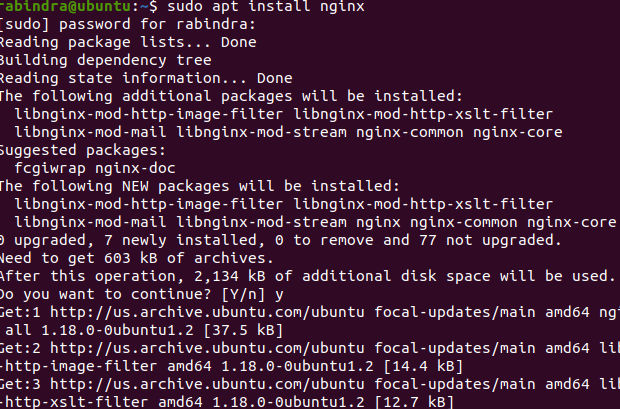 rabindra@ubuntu:~$ sudo apt install nginx
[sudo] password for rabindra:
Reading package lists... Done
Building dependency tree
Reading state information... Done
The following additional packages will be installed:
  libnginx-mod-http-image-filter libnginx-mod-http-xslt-filter
  libnginx-mod-mail libnginx-mod-stream nginx-common nginx-core
Suggested packages:
  fcgiwrap nginx-doc
The following NEW packages will be installed:
  libnginx-mod-http-image-filter libnginx-mod-http-xslt-filter
  libnginx-mod-mail libnginx-mod-stream nginx nginx-common nginx-core
0 upgraded, 7 newly installed, 0 to remove and 77 not upgraded.
Need to get 603 kB of archives.
After this operation, 2,134 kB of additional disk space will be used.
Do you want to continue? [Y/n] y
Get:1 http://us.archive.ubuntu.com/ubuntu focal-updates/main amd64 ngi
 all 1.18.0-0ubuntu1.2 [37.5 kB]
Get:2 http://us.archive.ubuntu.com/ubuntu focal-updates/main amd64 lib
-http-image-filter amd64 1.18.0-0ubuntu1.2 [14.4 kB]
Get:3 http://us.archive.ubuntu.com/ubuntu focal-updates/main amd64 lib
-http-xslt-filter amd64 1.18.0-0ubuntu1.2 [12.7 kB]